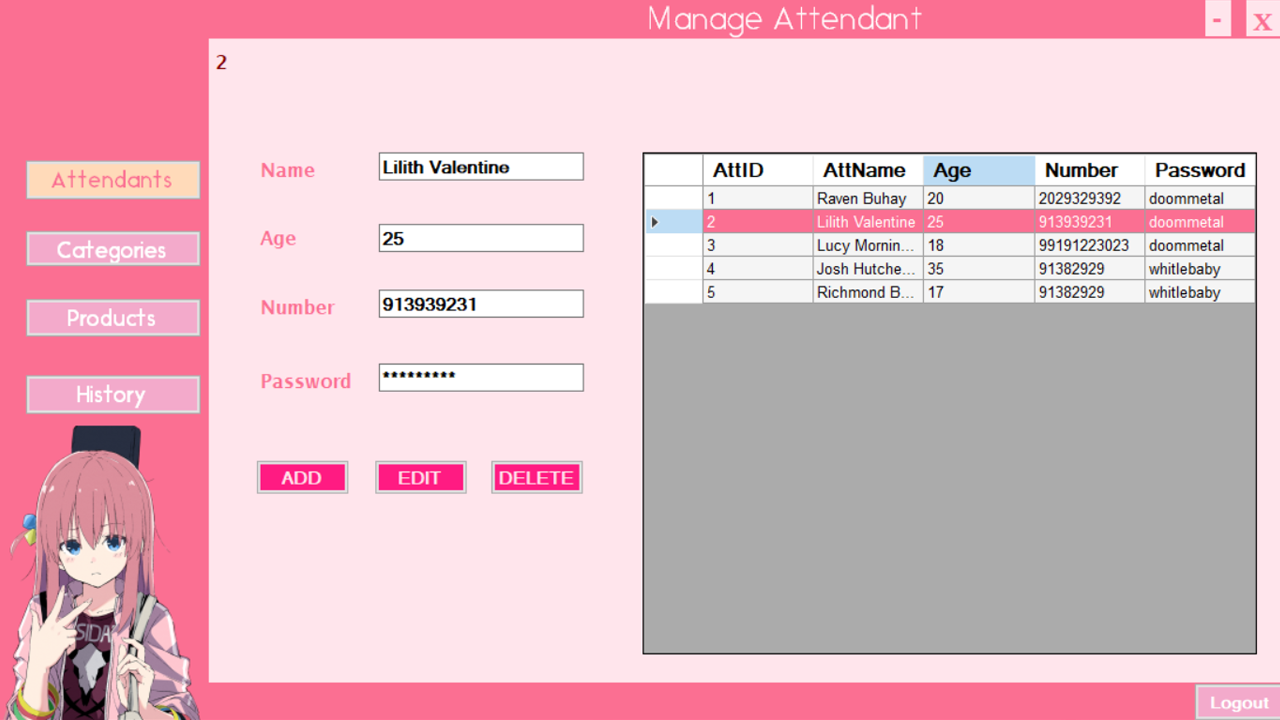 Manage Attendant
- X
2
Attendants
Categories
Products
History
Name Lilith Valentine
Age 25
Number 913939231
Password *********
ADD EDIT DELETE
AttID AttName Age Number Password
1 Raven Buhay 20 2029329392 doommetal
2 Lilith Valentine 25 913939231 doommetal
3 Lucy Mornin... 18 99191223023 doommetal
4 Josh Hutche... 35 91382929 whitlebaby
5 Richmond B... 17 91382929 whitlebaby
SIDA
Logout